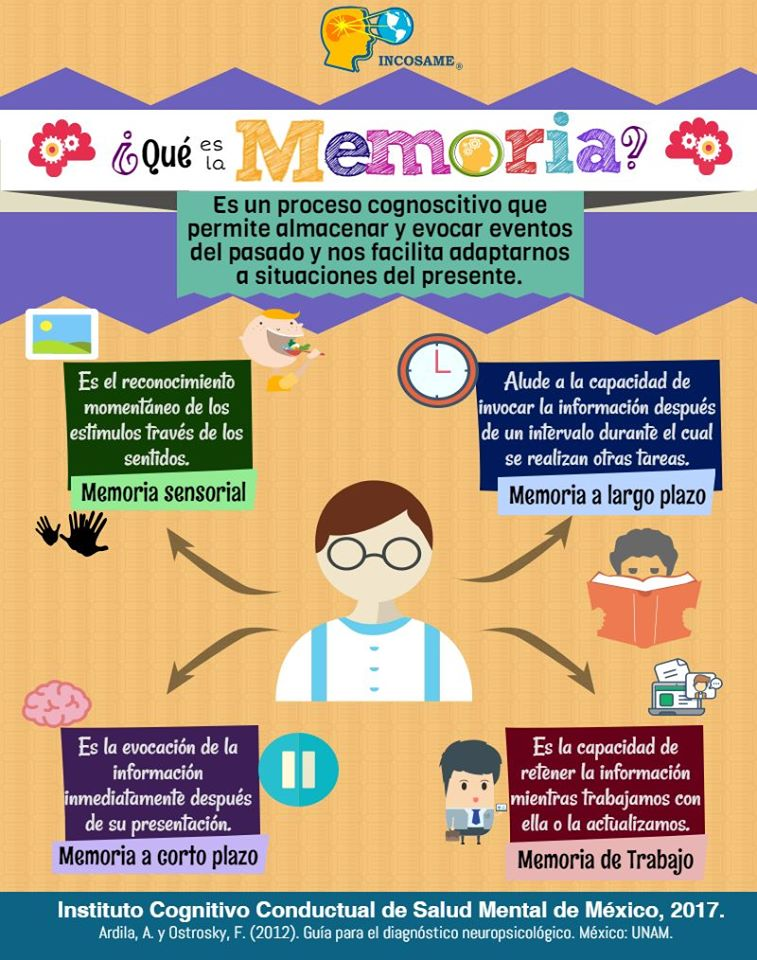 INCOSAME®
¿Qué es la Memoria?
Es un proceso cognoscitivo que
permite almacenar y evocar eventos
del pasado y nos facilita adaptarnos
a situaciones del presente.
Es el reconocimiento
momentáneo de los
estímulos través de los
sentidos.
Memoria sensorial
Alude a la capacidad de
invocar la información después
de un intervalo durante el cual
se realizan otras tareas.
Memoria a largo plazo
Es la evocación de la
información
inmediatamente después
de su presentación.
Memoria a corto plazo
Es la capacidad de
retener la información
mientras trabajamos con
ella o la actualizamos.
Memoria de Trabajo
Instituto Cognitivo Conductual de Salud Mental de México, 2017.
Ardila, A. y Ostrosky, F. (2012). Guía para el diagnóstico neuropsicológico. México: UNAM.